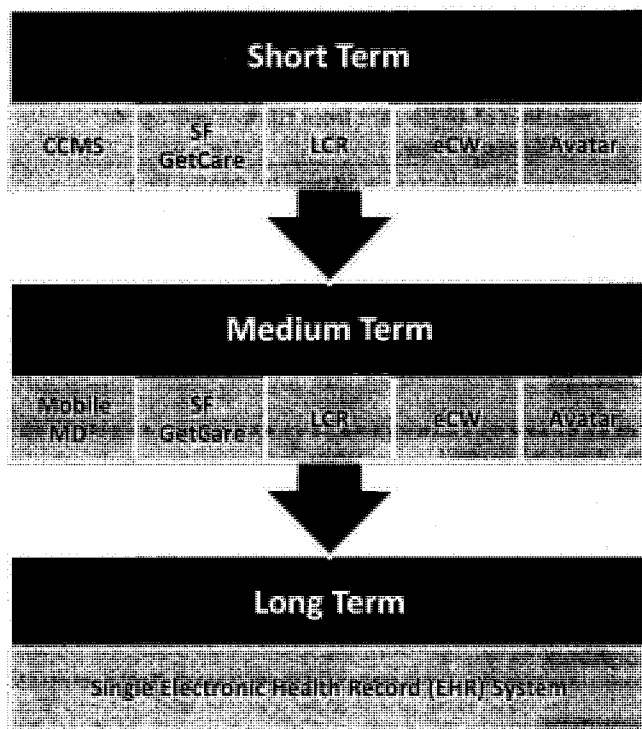 Short Term
CCMS
SF
GetCare
LCR
eCW
Avatar
Medium Term
Mobile
MD*
SF
GetCare
LCR
eCW
Avatar
Long Term
Single Electronic Health Record (EHR) System